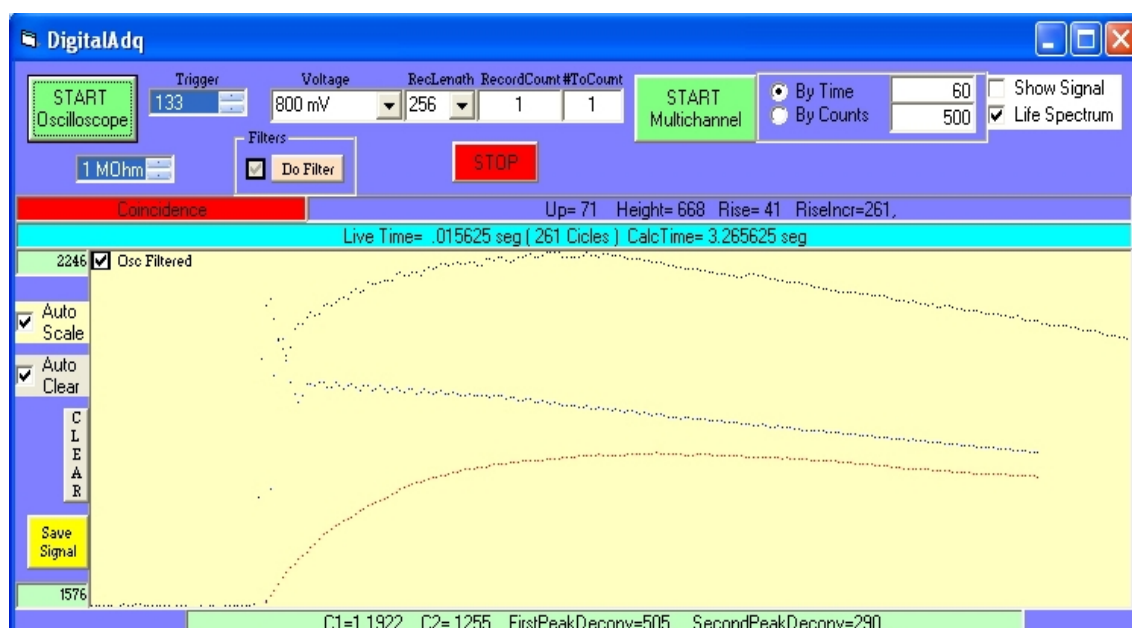 DigitalAdq
START Oscilloscope
Trigger
133
Voltage
800 mV
RecLength
256
RecordCount
1
#ToCount
1
START Multichannel
By Time
60
By Counts
500
Show Signal
Life Spectrum
1 MOhm
Filters
Do Filter
STOP
Coincidence
Up= 71 Height= 668 Rise= 41 RiseIncr=261,
Live Time= .015625 seg ( 261 Cicles ) CalcTime= 3.265625 seg
2246
Osc Filtered
Auto Scale
Auto Clear
CLEAR
Save Signal
1576
C1=1.1922 C2=.1255 FirstPeakDeconv=505 SecondPeakDeconv=290